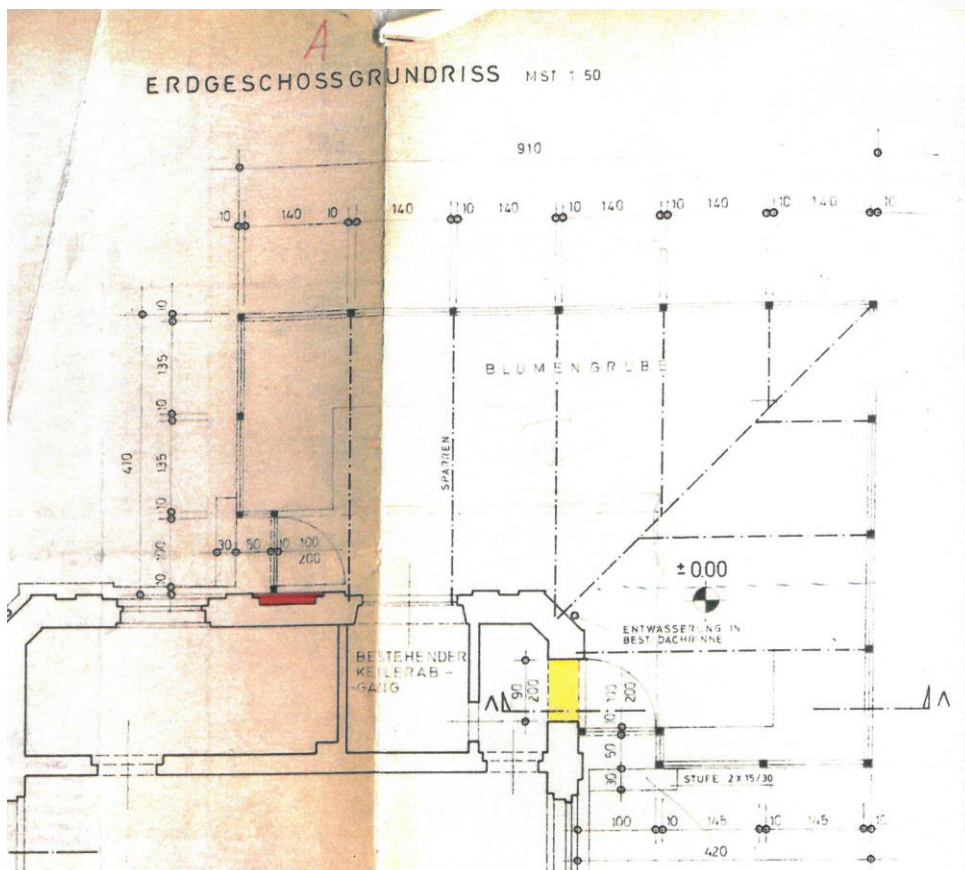 A
ERDGESCHOSSGRUNDRISS MST 1:50
910
10 140 10 140 10 140 10 140 10 140 10 140 10
410
10
135
10
135
10
100
10
BLUMENGRUBE
SPARREN
30 50 10 100
200
± 0.00
ENTWÄSSERUNG IN
BEST. DACHRINNE
BESTEHENDER
KELLERAB -
-GANG
90
200
A
10 100
200
A
50
30
STUFE 2 X 15/30
100 10 145 10 145 10
420